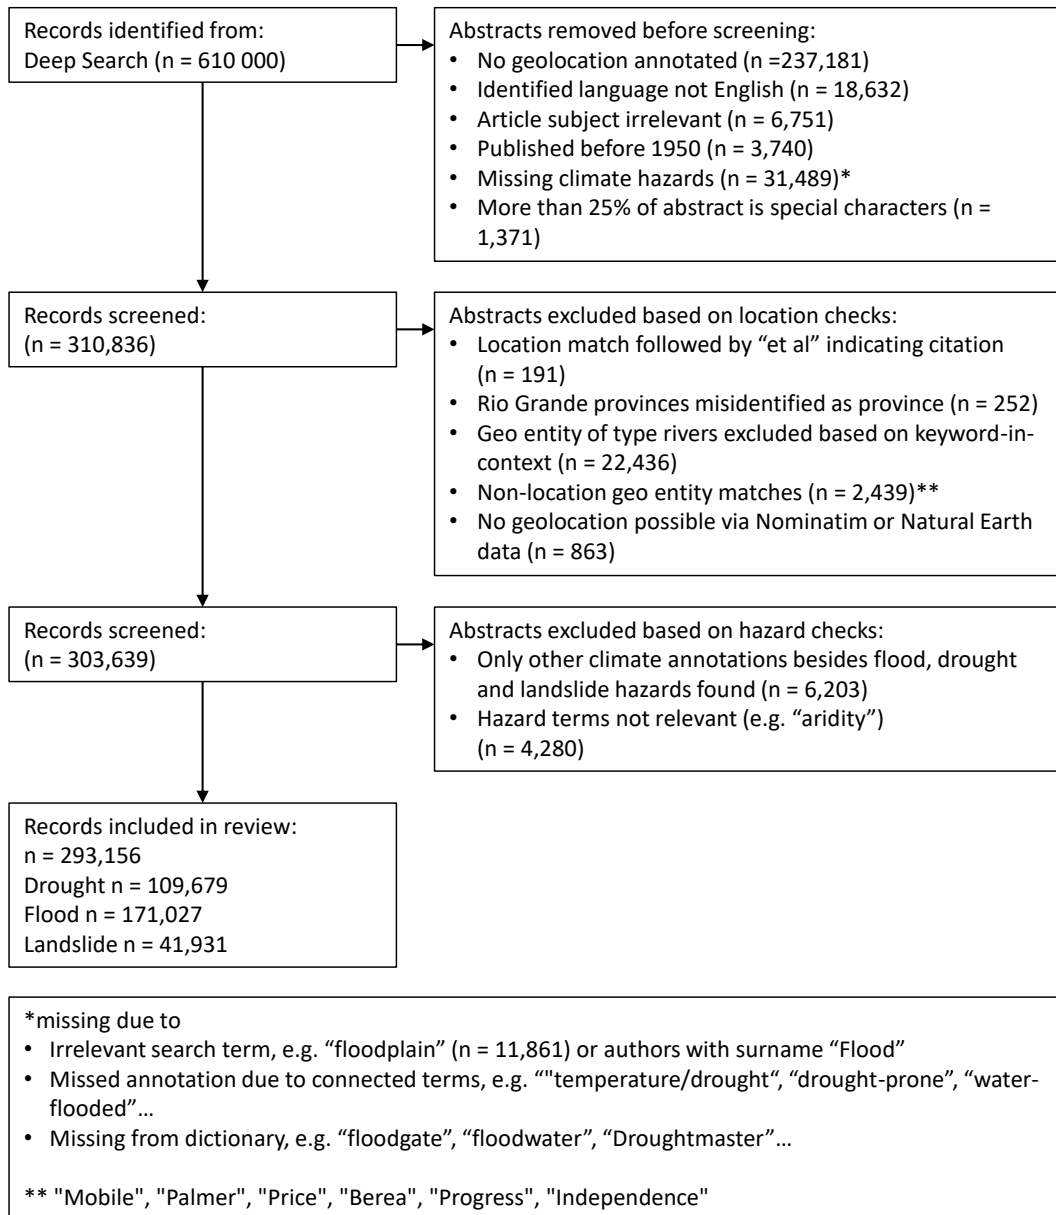 Records identified from:
Deep Search (n = 610 000)
Abstracts removed before screening:
• No geolocation annotated (n =237,181)
• Identified language not English (n = 18,632)
• Article subject irrelevant (n = 6,751)
• Published before 1950 (n = 3,740)
• Missing climate hazards (n = 31,489)*
• More than 25% of abstract is special characters (n =
1,371)
Records screened:
(n = 310,836)
Abstracts excluded based on location checks:
• Location match followed by “et al” indicating citation
(n = 191)
• Rio Grande provinces misidentified as province (n = 252)
• Geo entity of type rivers excluded based on keyword-in-
context (n = 22,436)
• Non-location geo entity matches (n = 2,439)**
• No geolocation possible via Nominatim or Natural Earth
data (n = 863)
Records screened:
(n = 303,639)
Abstracts excluded based on hazard checks:
• Only other climate annotations besides flood, drought
and landslide hazards found (n = 6,203)
• Hazard terms not relevant (e.g. “aridity”)
(n = 4,280)
Records included in review:
n = 293,156
Drought n = 109,679
Flood n = 171,027
Landslide n = 41,931
*missing due to
• Irrelevant search term, e.g. “floodplain” (n = 11,861) or authors with surname “Flood”
• Missed annotation due to connected terms, e.g. “"temperature/drought“, “drought-prone”, “water-
flooded”…
• Missing from dictionary, e.g. “floodgate”, “floodwater”, “Droughtmaster”…
** "Mobile", "Palmer", "Price", "Berea", "Progress", "Independence"